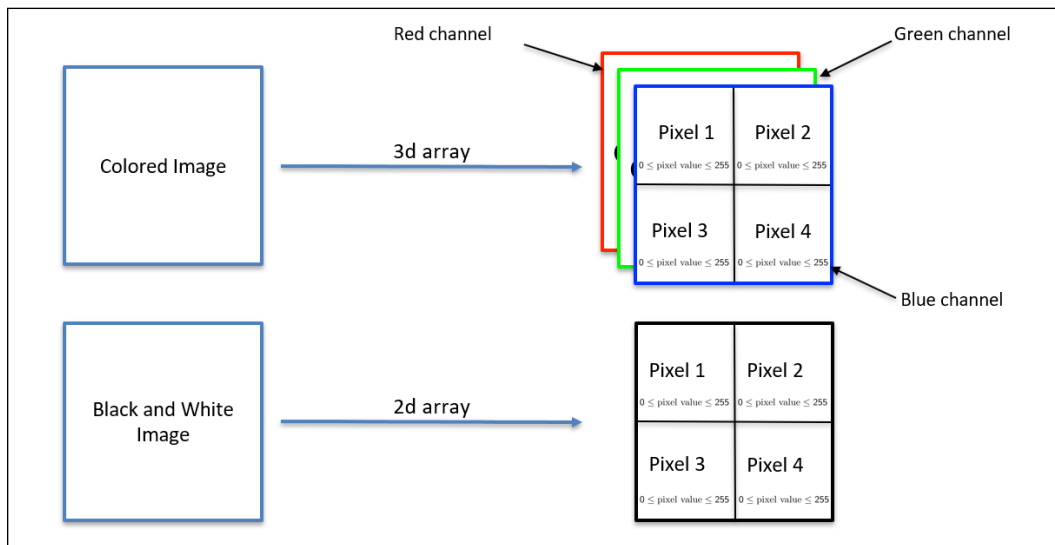 Red channel
Green channel
Colored Image
3d array
Pixel 1
Pixel 2
0 ≤ pixel value ≤ 255
0 ≤ pixel value ≤ 255
Pixel 3
Pixel 4
0 ≤ pixel value ≤ 255
0 ≤ pixel value ≤ 255
Blue channel
Black and White
Image
2d array
Pixel 1
Pixel 2
0 ≤ pixel value ≤ 255
0 ≤ pixel value ≤ 255
Pixel 3
Pixel 4
0 ≤ pixel value ≤ 255
0 ≤ pixel value ≤ 255